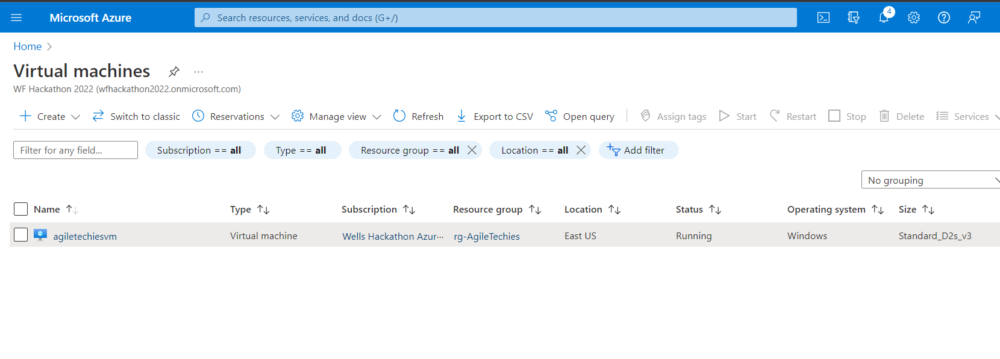 Microsoft Azure Search resources, services, and docs (G+/) 4
Home
Virtual machines ...
WF Hackathon 2022 (wfhackathon2022.onmicrosoft.com)
Create Switch to classic Reservations Manage view Refresh Export to CSV Open query Assign tags Start Restart Stop Delete Services
Filter for any field... Subscription == all Type == all Resource group == all Location == all Add filter
No grouping
Name Type Subscription Resource group Location Status Operating system Size
agiletechiesvm Virtual machine Wells Hackathon Azur... rg-AgileTechies East US Running Windows Standard_D2s_v3